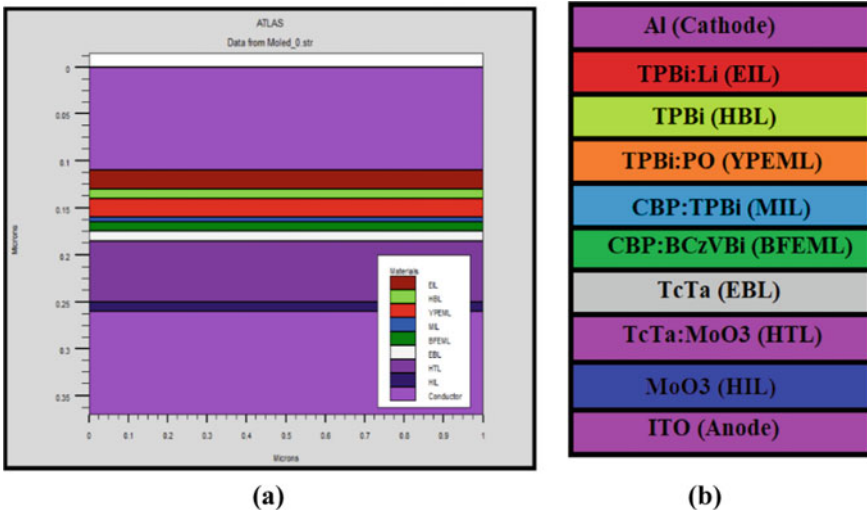 ATLAS
Data from Moled_0.str
0
0.05
0.1
0.15
0.2
0.25
0.3
0.35
Microns
0 0.1 0.2 0.3 0.4 0.5 0.6 0.7 0.8 0.9 1
Microns
Materials
EIL
HBL
YPEML
MIL
BFEML
EBL
HTL
HIL
Conductor
(a)
Al (Cathode)
TPBi:Li (EIL)
TPBi (HBL)
TPBi:PO (YPEML)
CBP:TPBi (MIL)
CBP:BCzVBi (BFEML)
TcTa (EBL)
TcTa:MoO3 (HTL)
MoO3 (HIL)
ITO (Anode)
(b)